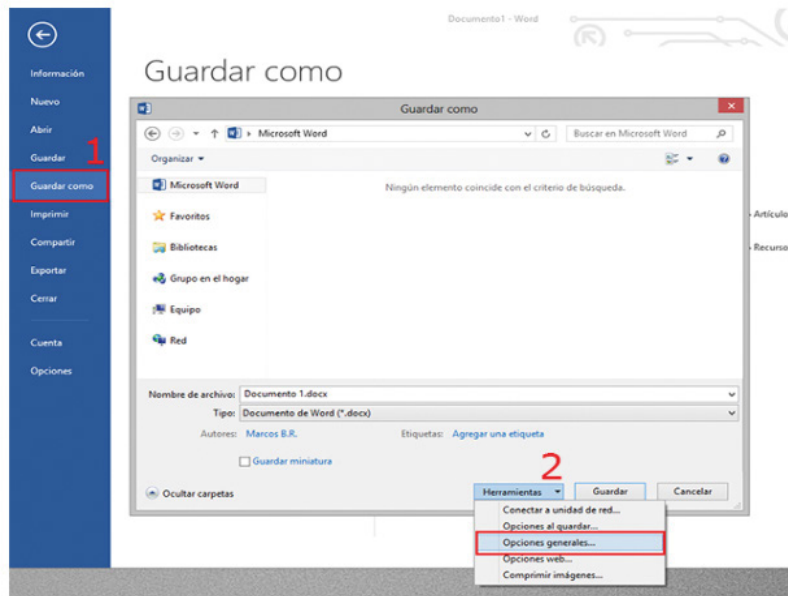 Documento1 - Word
Información
Nuevo
Abrir
Guardar
1
Guardar como
Imprimir
Compartir
Exportar
Cerrar
Cuenta
Opciones
Guardar como
Guardar como
Microsoft Word
Buscar en Microsoft Word
Organizar
Microsoft Word
Favoritos
Bibliotecas
Grupo en el hogar
Equipo
Red
Ningún elemento coincide con el criterio de búsqueda.
Artículo
Recurso
Nombre de archivo: Documento 1.docx
Tipo: Documento de Word (*.docx)
Autores: Marcos B.R. Etiquetas: Agregar una etiqueta
Guardar miniatura
2
Ocultar carpetas Herramientas Guardar Cancelar
Conectar a unidad de red...
Opciones al guardar...
Opciones generales...
Opciones web...
Comprimir imágenes...